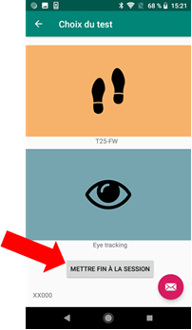 68 % 15:21
Choix du test
T25-FW
Eye tracking
METTRE FIN À LA SESSION
XX000